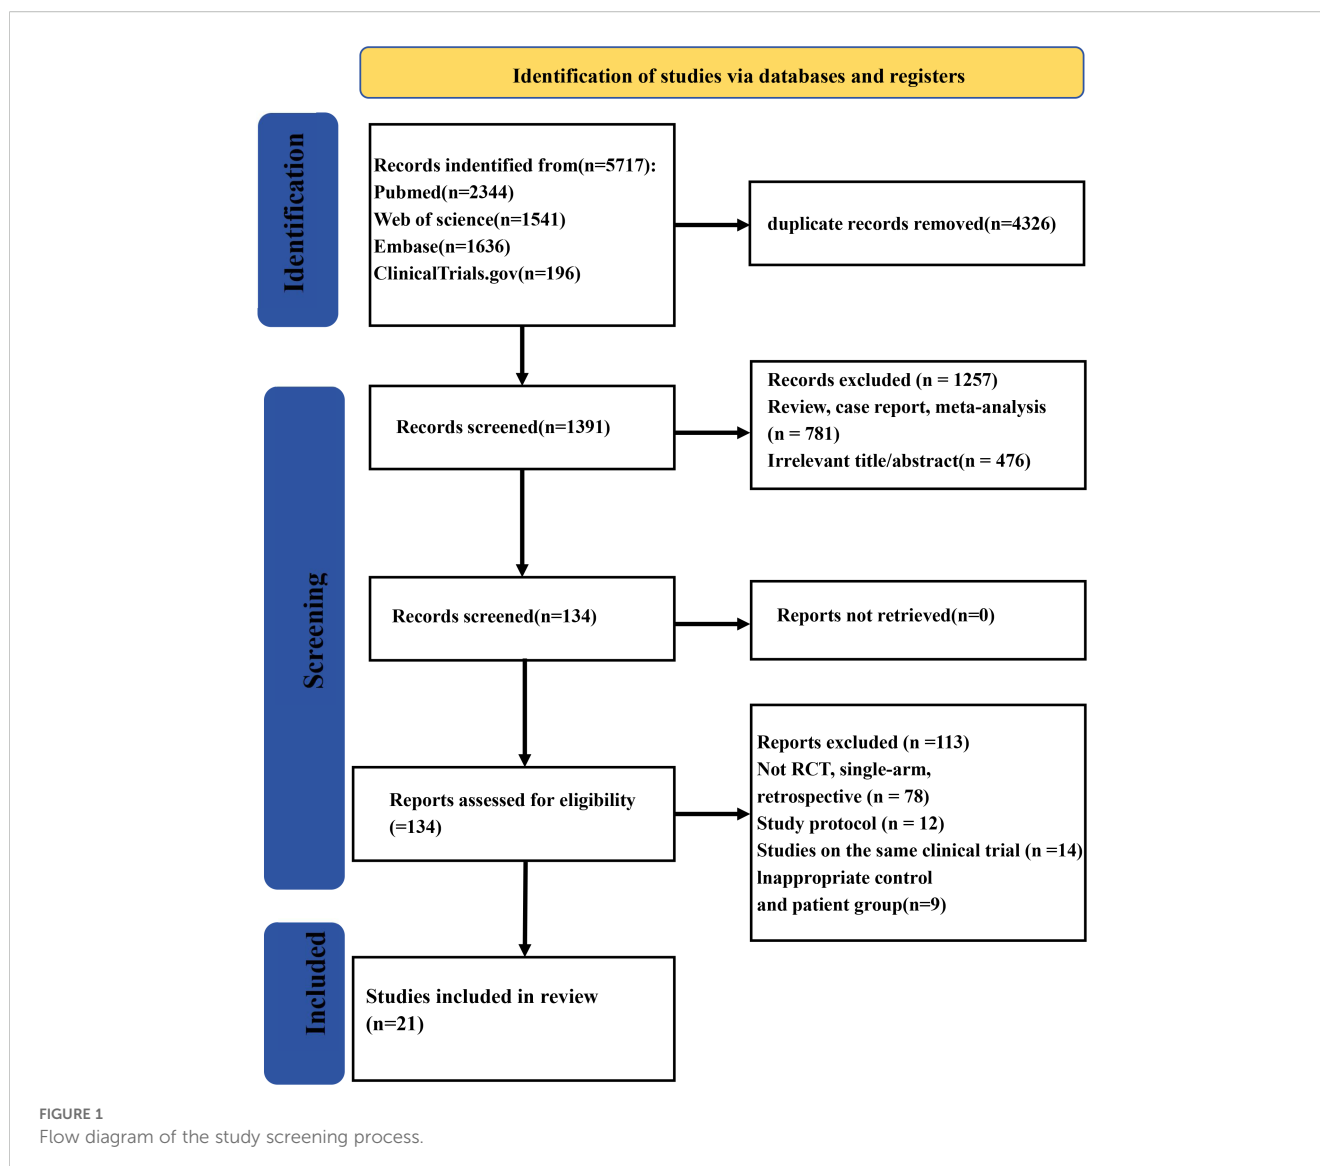 Identification of studies via databases and registers
Identification
Records indentified from(n=5717):
Pubmed(n=2344)
Web of science(n=1541)
Embase(n=1636)
ClinicalTrials.gov(n=196)
duplicate records removed(n=4326)
Screening
Records screened(n=1391)
Records excluded (n = 1257)
Review, case report, meta-analysis
(n = 781)
Irrelevant title/abstract(n = 476)
Records screened(n=134)
Reports not retrieved(n=0)
Reports assessed for eligibility
(=134)
Reports excluded (n =113)
Not RCT, single-arm,
retrospective (n = 78)
Study protocol (n = 12)
Studies on the same clinical trial (n =14)
lnappropriate control
and patient group(n=9)
Included
Studies included in review
(n=21)
FIGURE 1
Flow diagram of the study screening process.